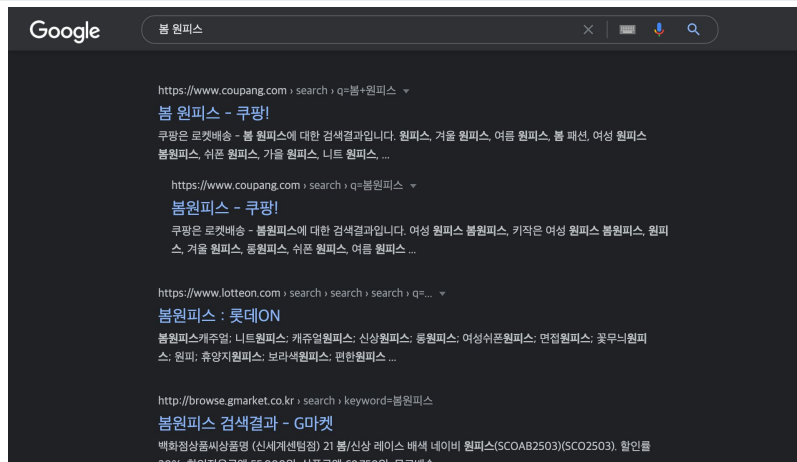 Google
봄 원피스
https://www.coupang.com › search › q=봄+원피스
봄 원피스 - 쿠팡!
쿠팡은 로켓배송 - 봄 원피스에 대한 검색결과입니다. 원피스, 겨울 원피스, 여름 원피스, 봄 패션, 여성 원피스
봄원피스, 쉬폰 원피스, 가을 원피스, 니트 원피스, ...
https://www.coupang.com › search › q=봄원피스
봄원피스 - 쿠팡!
쿠팡은 로켓배송 - 봄원피스에 대한 검색결과입니다. 여성 원피스 봄원피스, 키작은 여성 원피스 봄원피스, 원피
스, 겨울 원피스, 롱원피스, 쉬폰 원피스, 여름 원피스 ...
https://www.lotteon.com › search › search › search › q=...
봄원피스 : 롯데ON
봄원피스캐주얼; 니트원피스; 캐쥬얼원피스; 신상원피스; 롱원피스; 여성쉬폰원피스; 면접원피스; 꽃무늬원피
스; 원피; 휴양지원피스; 보라색원피스; 편한원피스 ...
http://browse.gmarket.co.kr › search › keyword=봄원피스
봄원피스 검색결과 - G마켓
백화점상품씨상품명 (신세계센텀점) 21 봄/신상 레이스 배색 네이비 원피스(SCOAB2503)(SCO2503). 할인률